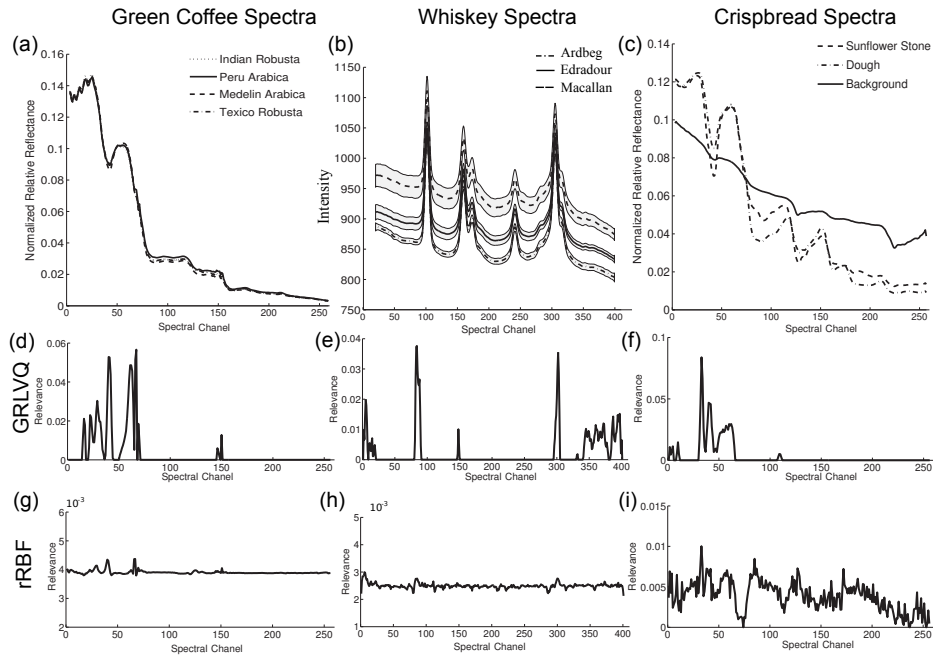 Green Coffee Spectra
Whiskey Spectra
Crispbread Spectra
(a)
Normalized Relative Reflectance
0.16
0.14
0.12
0.10
0.08
0.06
0.04
0.02
0
Indian Robusta
Peru Arabica
Medelin Arabica
Texico Robusta
0 50 100 150 200 250
Spectral Chanel
(b)
Intensity
1150
1100
1050
1000
950
900
850
800
750
Ardbeg
Edradour
Macallan
0 50 100 150 200 250 300 350 400
Spectral Chanel
(c)
Normalized Relative Reflectance
0.14
0.12
0.10
0.08
0.06
0.04
0.02
0
Sunflower Stone
Dough
Background
0 50 100 150 200 250
Spectral Chanel
GRLVQ
(d)
Relevance
0.06
0.04
0.02
0
0 50 100 150 200 250
Spectral Chanel
(e)
Relevance
0.04
0.03
0.02
0.01
0
0 50 100 150 200 250 300 350 400
Spectral Chanel
(f)
Relevance
0.1
0.05
0
0 50 100 150 200 250
Spectral Chanel
rRBF
(g)
10-3
Relevance
6
5
4
3
2
0 50 100 150 200 250
Spectral Chanel
(h)
10-3
Relevance
5
4
3
2
1
0 50 100 150 200 250 300 350 400
Spectral Chanel
(i)
Relevance
0.015
0.01
0.005
0
0 50 100 150 200 250
Spectral Chanel